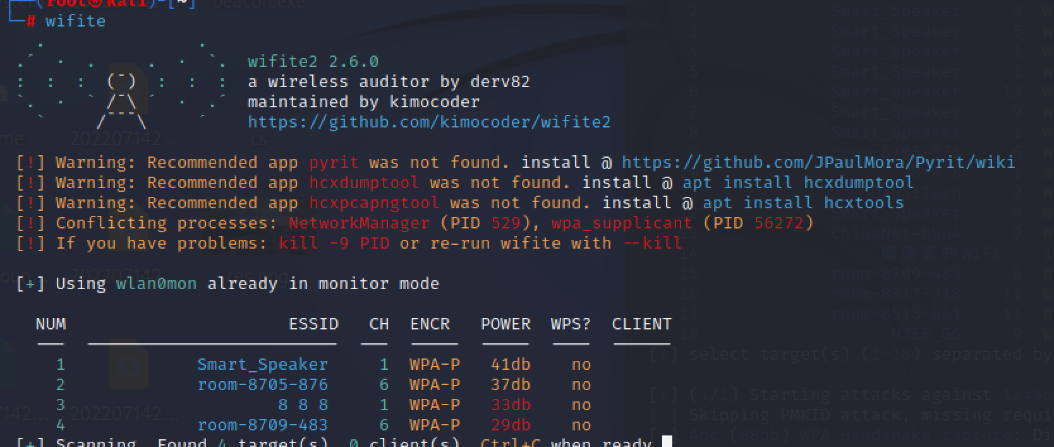 (root㉿kali)-[~]
beacon.exe
# wifite
wifite2 2.6.0
a wireless auditor by derv82
maintained by kimocoder
https://github.com/kimocoder/wifite2
[!] Warning: Recommended app pyrit was not found. install @ https://github.com/JPaulMora/Pyrit/wiki
[!] Warning: Recommended app hcxdumptool was not found. install @ apt install hcxdumptool
[!] Warning: Recommended app hcxpcapngtool was not found. install @ apt install hcxtools
[!] Conflicting processes: NetworkManager (PID 529), wpa_supplicant (PID 56272)
[!] If you have problems: kill -9 PID or re-run wifite with --kill
[+] Using wlan0mon already in monitor mode
NUM ESSID CH ENCR POWER WPS? CLIENT
1 Smart_Speaker 1 WPA-P 41db no
2 room-8705-876 6 WPA-P 37db no
3 8 8 8 1 WPA-P 33db no
4 room-8709-483 6 WPA-P 29db no
[+] Scanning. Found 4 target(s), 0 client(s). Ctrl+C when ready